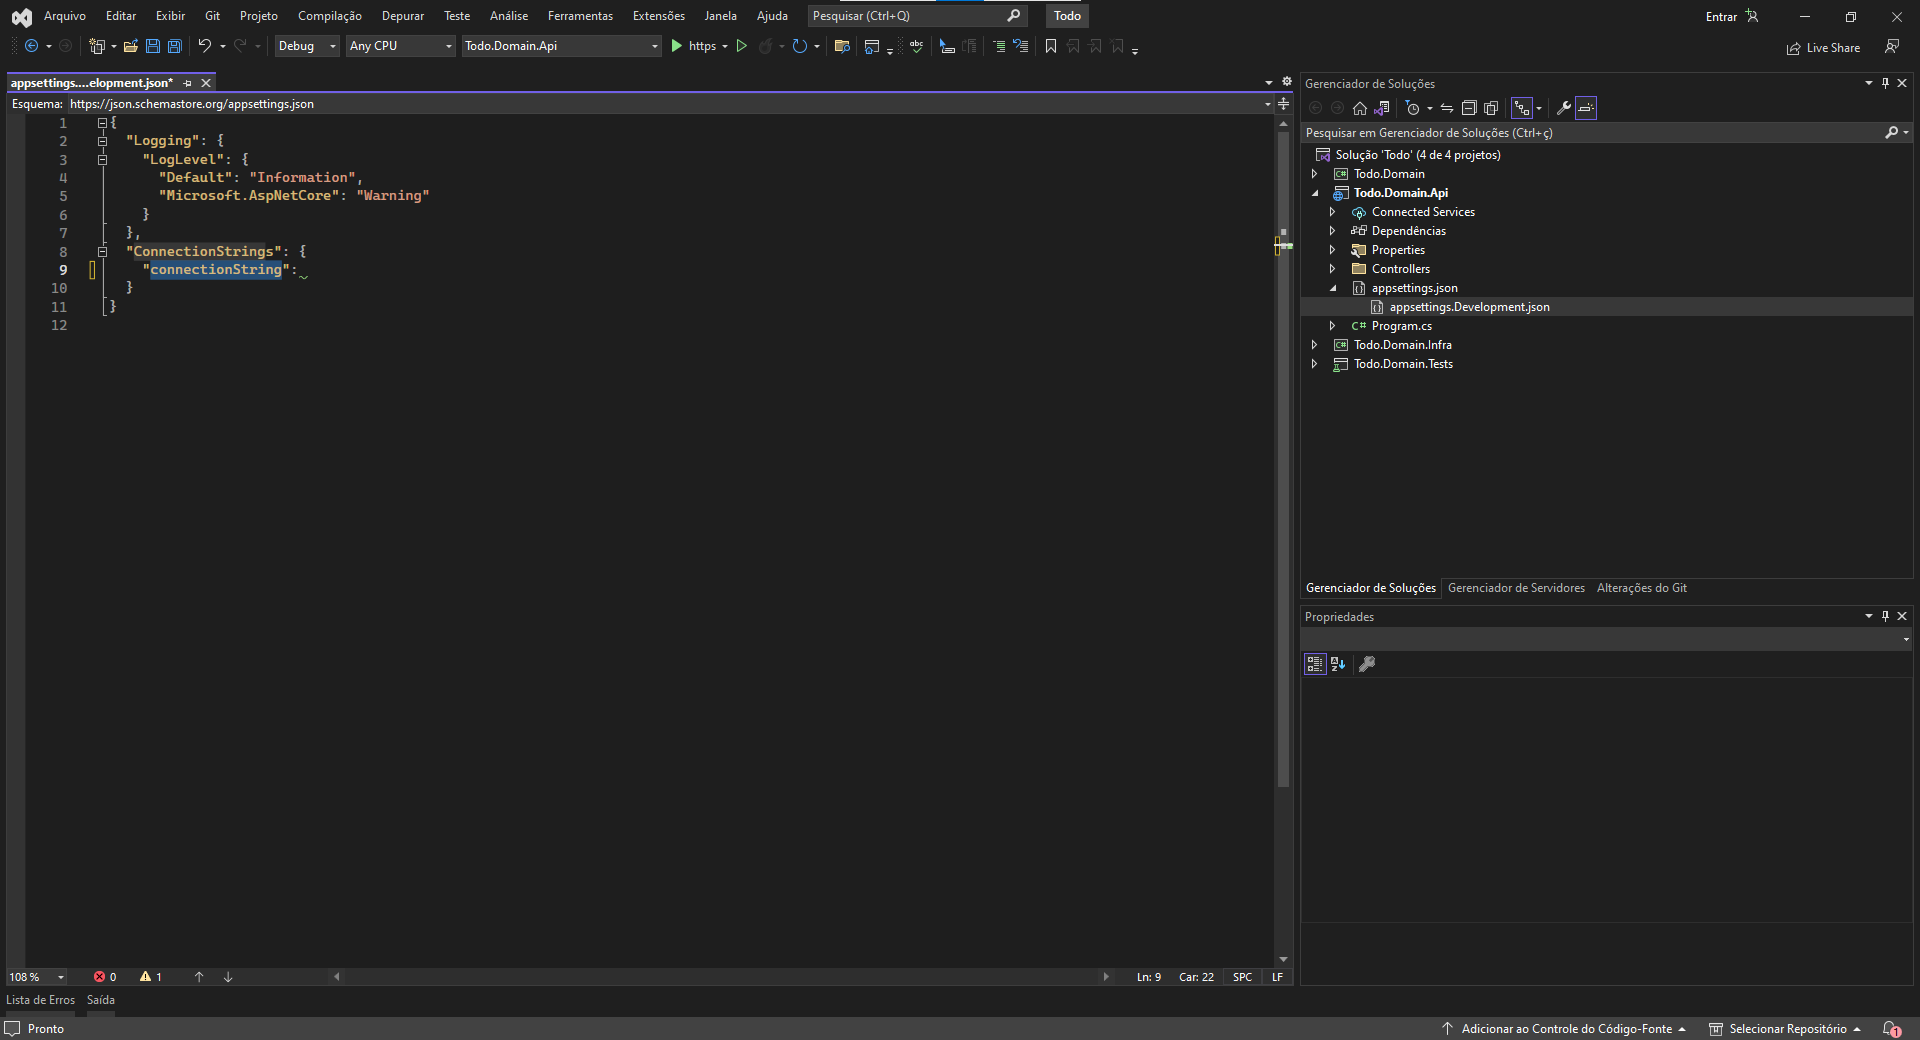 Arquivo Editar Exibir Git Projeto Compilação Depurar Teste Análise Ferramentas Extensões Janela Ajuda Pesquisar (Ctrl+Q) Todo Entrar
Debug Any CPU Todo.Domain.Api https Live Share
appsettings....elopment.json*
Esquema: https://json.schemastore.org/appsettings.json
1 {
2 "Logging": {
3 "LogLevel": {
4 "Default": "Information",
5 "Microsoft.AspNetCore": "Warning"
6 }
7 },
8 "ConnectionStrings": {
9 "connectionString":
10 }
11 }
12
108 % 0 1 Ln: 9 Car: 22 SPC LF
Lista de Erros Saída
Gerenciador de Soluções
Pesquisar em Gerenciador de Soluções (Ctrl+ç)
Solução 'Todo' (4 de 4 projetos)
C# Todo.Domain
Todo.Domain.Api
Connected Services
Dependências
Properties
Controllers
appsettings.json
appsettings.Development.json
C# Program.cs
C# Todo.Domain.Infra
Todo.Domain.Tests
Gerenciador de Soluções Gerenciador de Servidores Alterações do Git
Propriedades
Pronto Adicionar ao Controle do Código-Fonte Selecionar Repositório 1